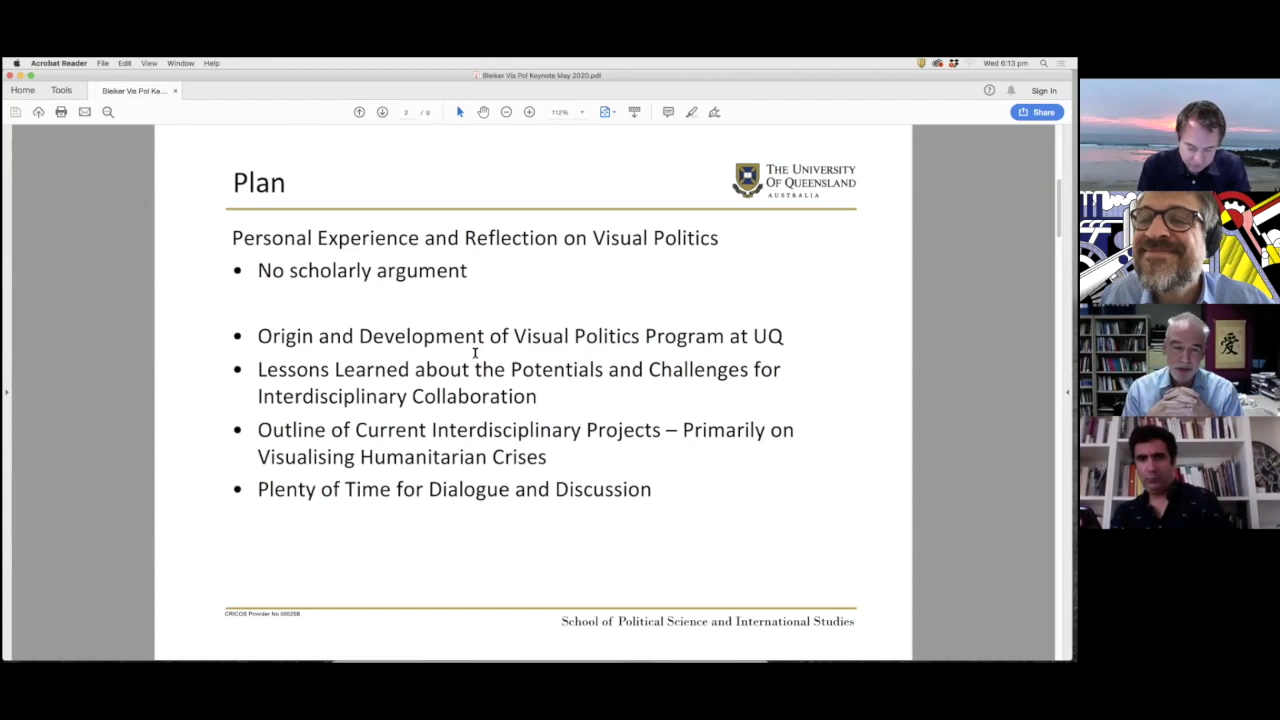 Acrobat Reader File Edit View Window Help Wed 6:13 pm
Bleiker Vis Pol Keynote May 2020.pdf
Home Tools Bleiker Vis Pol Ke... × Sign In
2 / 9 112% Share
Plan
THE UNIVERSITY
OF QUEENSLAND
AUSTRALIA
Personal Experience and Reflection on Visual Politics
• No scholarly argument
• Origin and Development of Visual Politics Program at UQ
• Lessons Learned about the Potentials and Challenges for
Interdisciplinary Collaboration
• Outline of Current Interdisciplinary Projects – Primarily on
Visualising Humanitarian Crises
• Plenty of Time for Dialogue and Discussion
CRICOS Provider No 00025B
School of Political Science and International Studies
愛